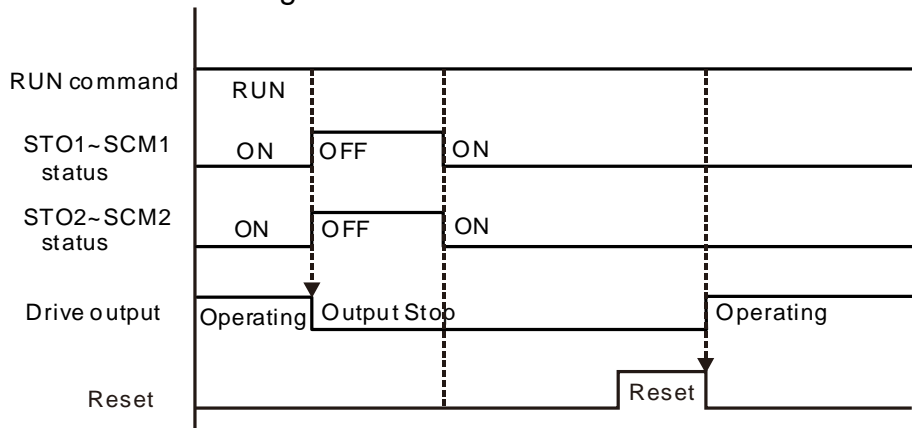 RUN command
RUN
STO1~SCM1
status
ON OFF ON
STO2~SCM2
status
ON OFF ON
Drive output
Operating Output Stop Operating
Reset
Reset